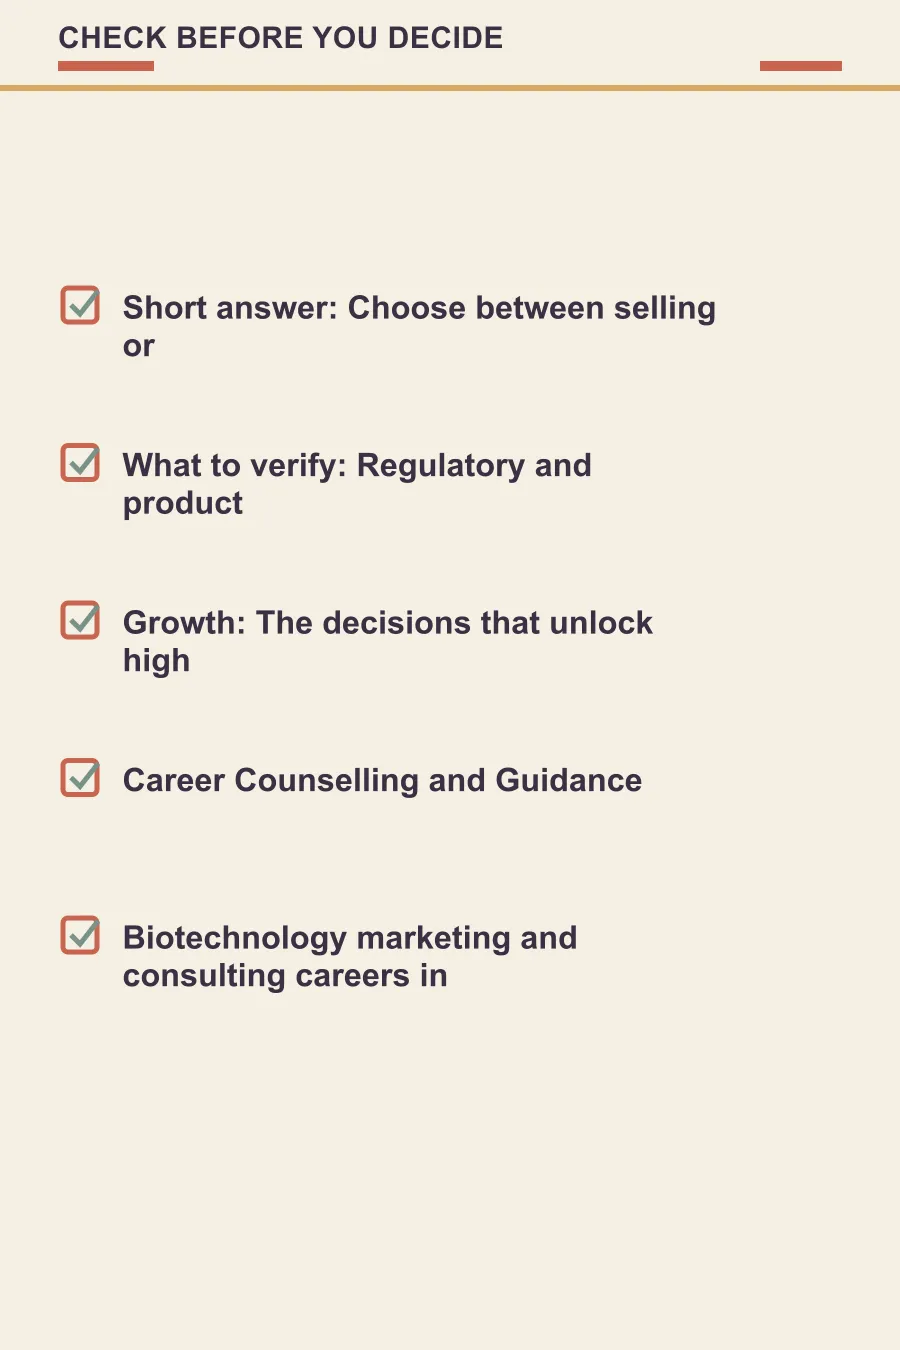 CHECK BEFORE YOU DECIDE
Short answer: Choose between selling
or
What to verify: Regulatory and
product
Growth: The decisions that unlock
high
Career Counselling and Guidance
Biotechnology marketing and
consulting careers in